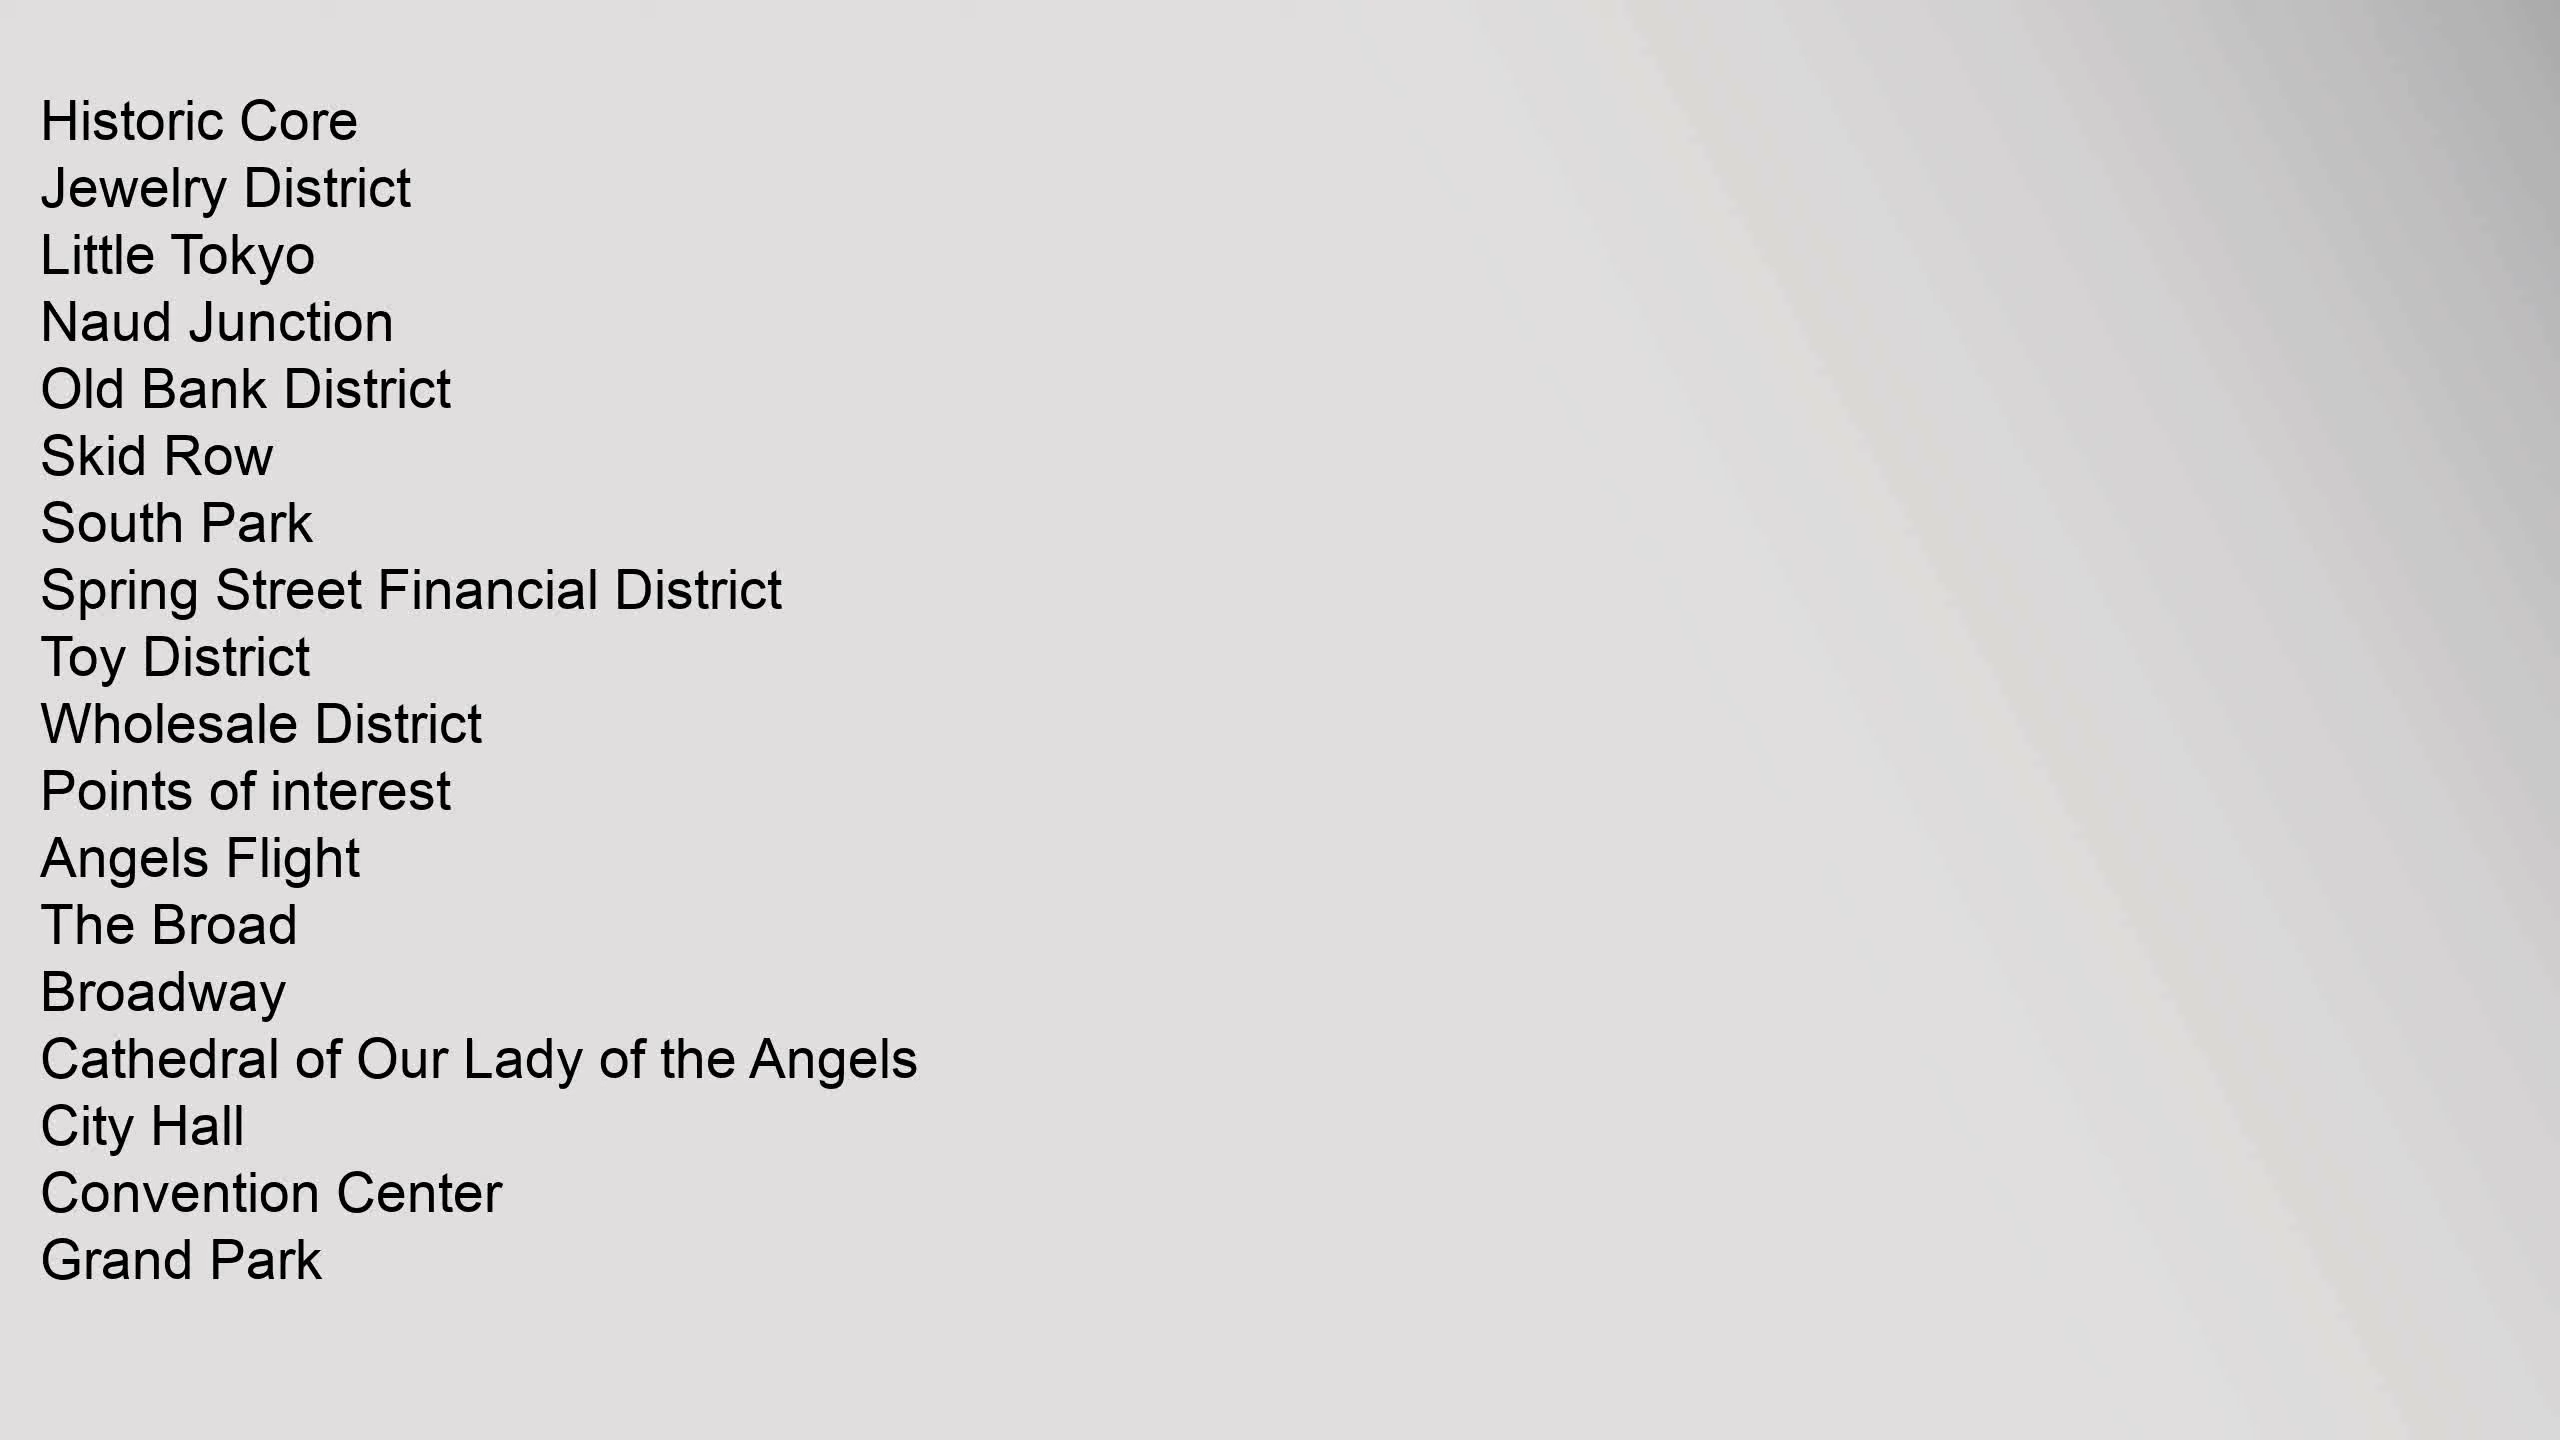 Historic Core
Jewelry District
Little Tokyo
Naud Junction
Old Bank District
Skid Row
South Park
Spring Street Financial District
Toy District
Wholesale District
Points of interest
Angels Flight
The Broad
Broadway
Cathedral of Our Lady of the Angels
City Hall
Convention Center
Grand Park